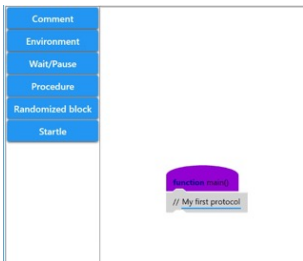 Comment
Environment
Wait/Pause
Procedure
Randomized block
Startle
function main()
// My first protocol